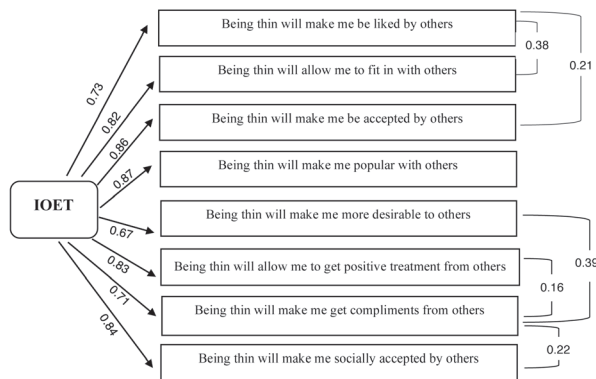 Being thin will make me be liked by others
0.38
0.21
Being thin will allow me to fit in with others
0.73
0.82
Being thin will make me be accepted by others
0.86
Being thin will make me popular with others
0.87
IOET
Being thin will make me more desirable to others
0.67
0.39
Being thin will allow me to get positive treatment from others
0.83
0.16
Being thin will make me get compliments from others
0.71
0.84
0.22
Being thin will make me socially accepted by others